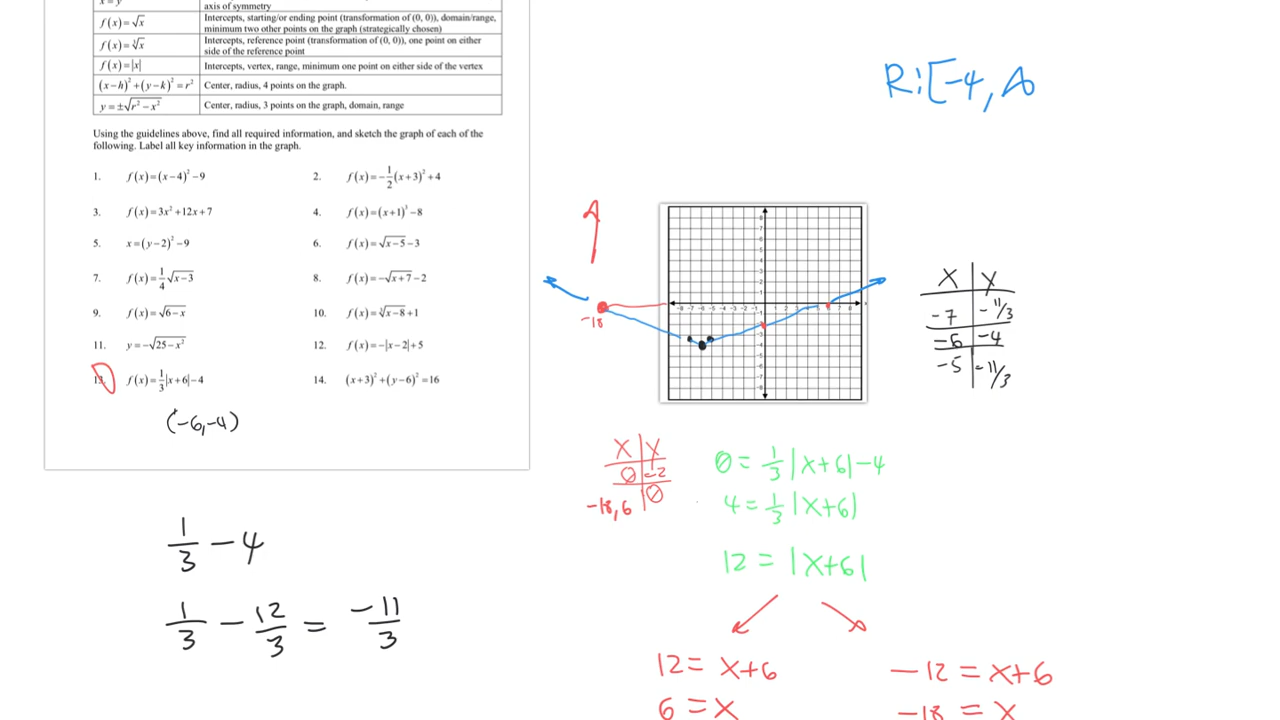 axis of symmetry
f(x)=√x Intercepts, starting/ending point (transformation of (0, 0)), domain/range,
minimum two other points on the graph (strategically chosen)
f(x)=∛x Intercepts, reference point (transformation of (0, 0)), one point on either
side of the reference point
f(x)=|x| Intercepts, vertex, range, minimum one point on either side of the vertex
(x−h)²+(y−k)²=r² Center, radius, 4 points on the graph.
y=±√(r²−x²) Center, radius, 3 points on the graph, domain, range
Using the guidelines above, find all required information, and sketch the graph of each of the
following. Label all key information in the graph.
1. f(x)=(x−4)²−9
2. f(x)=−1/2(x+3)²+4
3. f(x)=3x²+12x+7
4. f(x)=(x+1)³−8
5. x=(y−2)²−9
6. f(x)=√(x−5)−3
7. f(x)=1/4√(x−3)
8. f(x)=−√(x+7)−2
9. f(x)=√(6−x)
10. f(x)=∛(x−8)+1
11. y=−√(25−x²)
12. f(x)=−|x−2|+5
13. f(x)=1/3|x+6|−4
14. (x+3)²+(y−6)²=16
(-6,-4)
1/3 - 4
1/3 - 12/3 = -11/3
R:[-4,
-18
X Y
-7 -11/3
-6 -4
-5 -11/3
X Y
0 -2
-18,6 0
0 = 1/3 |x+6| -4
4 = 1/3 |x+6|
12 = |x+6|
12 = x+6
6 = x
-12 = x+6
-18 = x